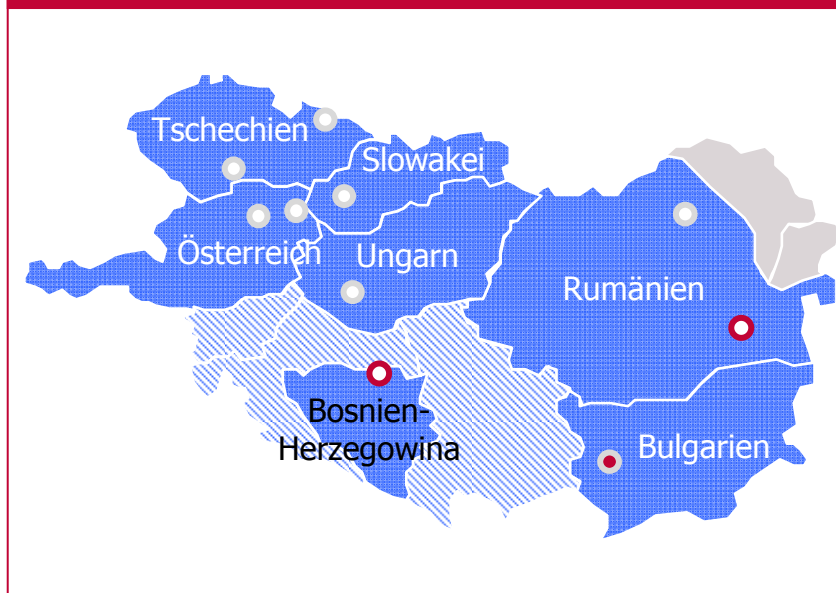 Tschechien
Slowakei
Österreich
Ungarn
Rumänien
Bosnien-
Herzegowina
Bulgarien